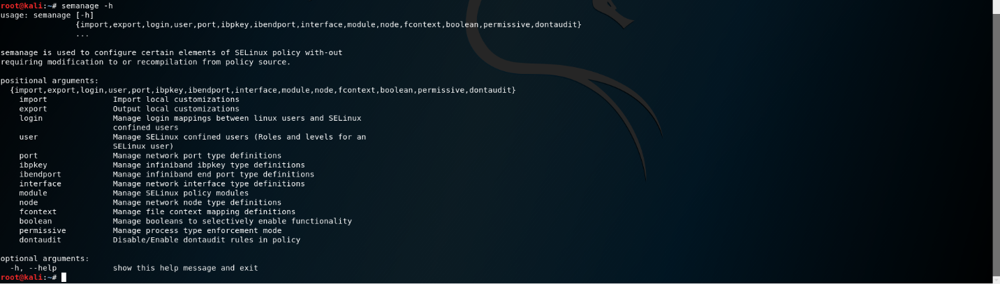 root@kali:~# semanage -h
usage: semanage [-h]
                {import,export,login,user,port,ibpkey,ibendport,interface,module,node,fcontext,boolean,permissive,dontaudit}
                ...
semanage is used to configure certain elements of SELinux policy with-out
requiring modification to or recompilation from policy source.
positional arguments:
  {import,export,login,user,port,ibpkey,ibendport,interface,module,node,fcontext,boolean,permissive,dontaudit}
    import              Import local customizations
    export              Output local customizations
    login               Manage login mappings between linux users and SELinux
                        confined users
    user                Manage SELinux confined users (Roles and levels for an
                        SELinux user)
    port                Manage network port type definitions
    ibpkey              Manage infiniband ibpkey type definitions
    ibendport           Manage infiniband end port type definitions
    interface           Manage network interface type definitions
    module              Manage SELinux policy modules
    node                Manage network node type definitions
    fcontext            Manage file context mapping definitions
    boolean             Manage booleans to selectively enable functionality
    permissive          Manage process type enforcement mode
    dontaudit           Disable/Enable dontaudit rules in policy
optional arguments:
  -h, --help            show this help message and exit
root@kali:~#